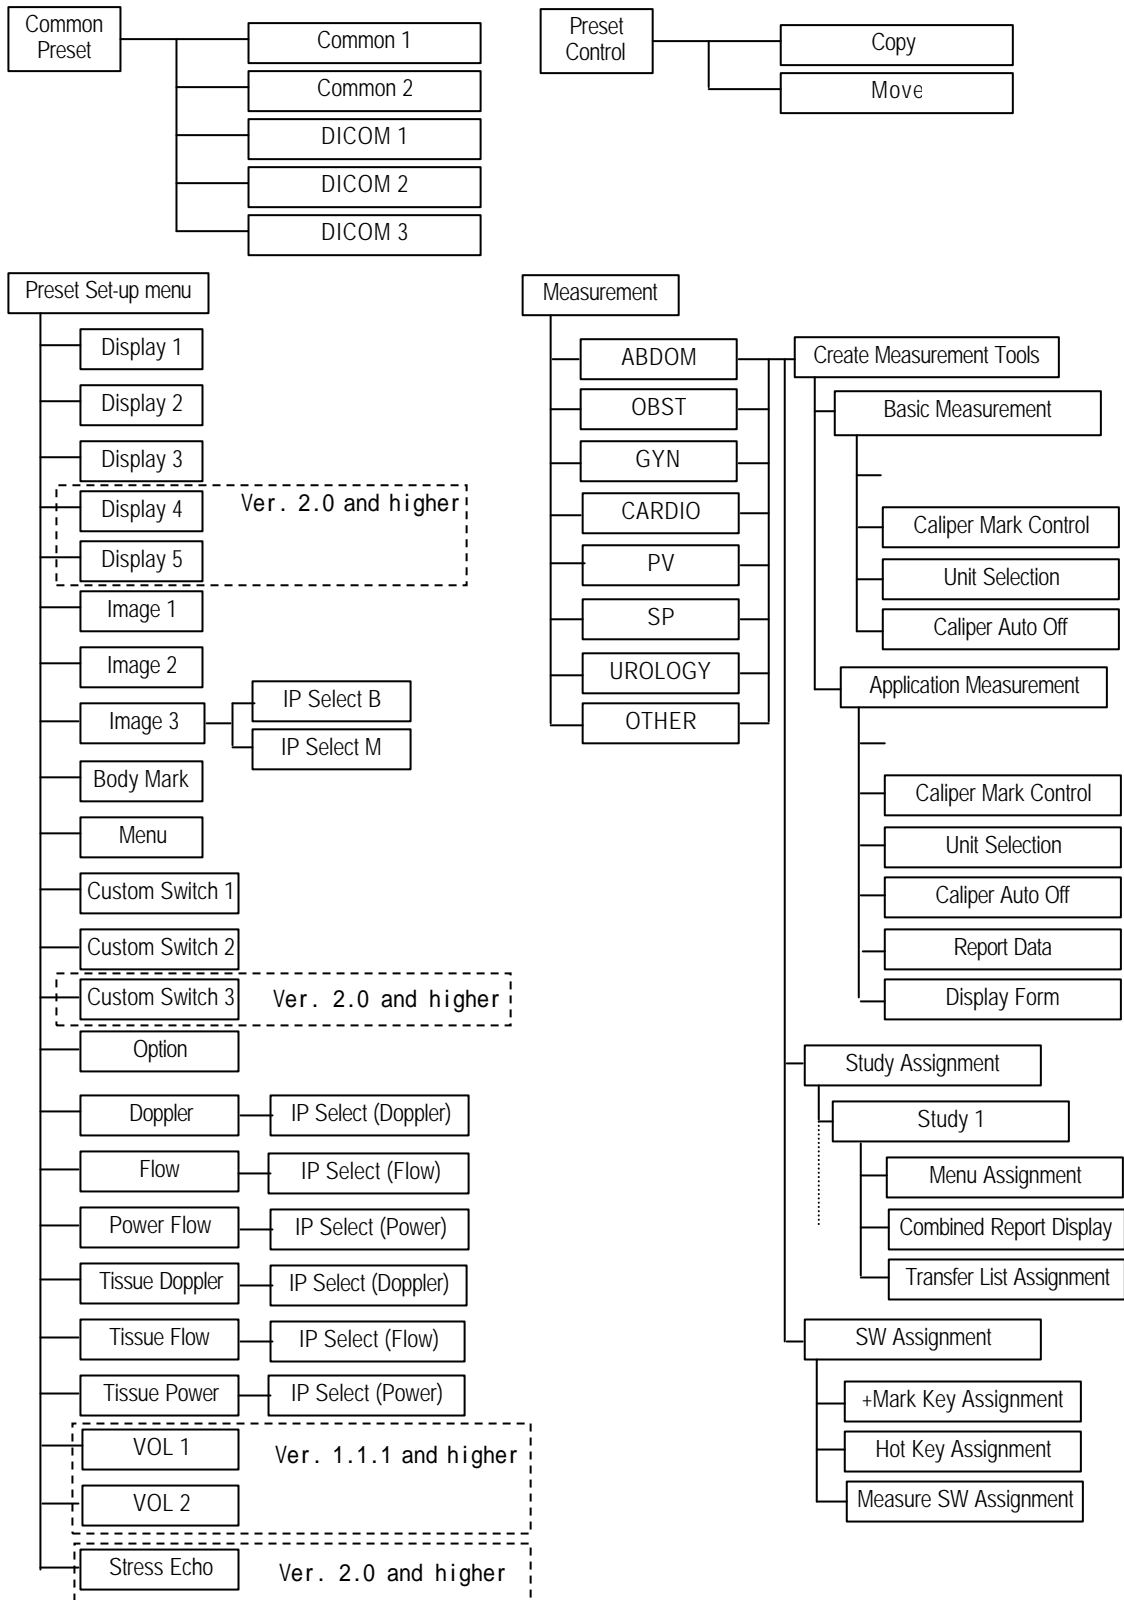 Common
Preset
Common 1
Common 2
DICOM 1
DICOM 2
DICOM 3
Preset
Control
Copy
Move
Preset Set-up menu
Display 1
Display 2
Display 3
Display 4
Ver. 2.0 and higher
Display 5
Image 1
Image 2
Image 3
IP Select B
IP Select M
Body Mark
Menu
Custom Switch 1
Custom Switch 2
Custom Switch 3
Ver. 2.0 and higher
Option
Doppler
IP Select (Doppler)
Flow
IP Select (Flow)
Power Flow
IP Select (Power)
Tissue Doppler
IP Select (Doppler)
Tissue Flow
IP Select (Flow)
Tissue Power
IP Select (Power)
VOL 1
Ver. 1.1.1 and higher
VOL 2
Stress Echo
Ver. 2.0 and higher
Measurement
ABDOM
OBST
GYN
CARDIO
PV
SP
UROLOGY
OTHER
Create Measurement Tools
Basic Measurement
Caliper Mark Control
Unit Selection
Caliper Auto Off
Application Measurement
Caliper Mark Control
Unit Selection
Caliper Auto Off
Report Data
Display Form
Study Assignment
Study 1
Menu Assignment
Combined Report Display
Transfer List Assignment
SW Assignment
+Mark Key Assignment
Hot Key Assignment
Measure SW Assignment